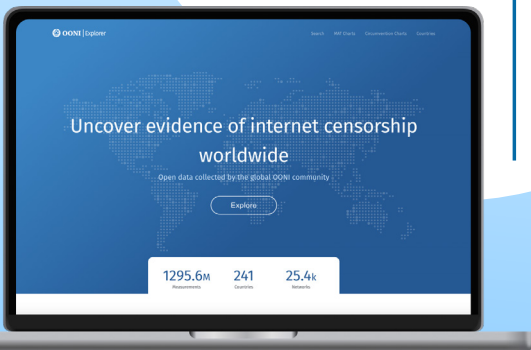 OONI | Explorer
Search MAT Charts Circumvention Charts Countries
Uncover evidence of internet censorship
worldwide
Open data collected by the global OONI community
Explore
1295.6M 241 25.4k
Measurements Countries Networks